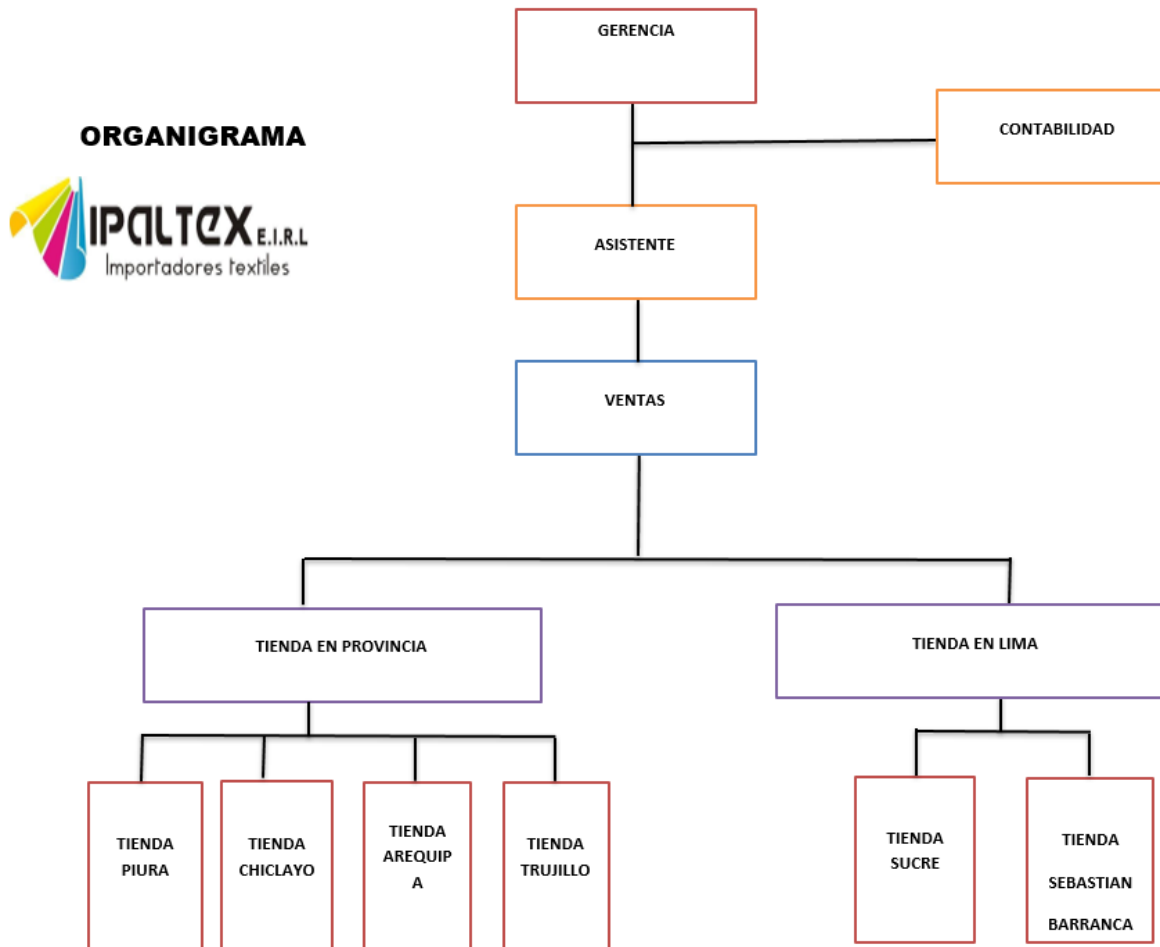 GERENCIA
CONTABILIDAD
ORGANIGRAMA
IPALTEX E.I.R.L
Importadores textiles
ASISTENTE
VENTAS
TIENDA EN PROVINCIA
TIENDA EN LIMA
TIENDA
PIURA
TIENDA
CHICLAYO
TIENDA
AREQUIP
A
TIENDA
TRUJILLO
TIENDA
SUCRE
TIENDA
SEBASTIAN
BARRANCA